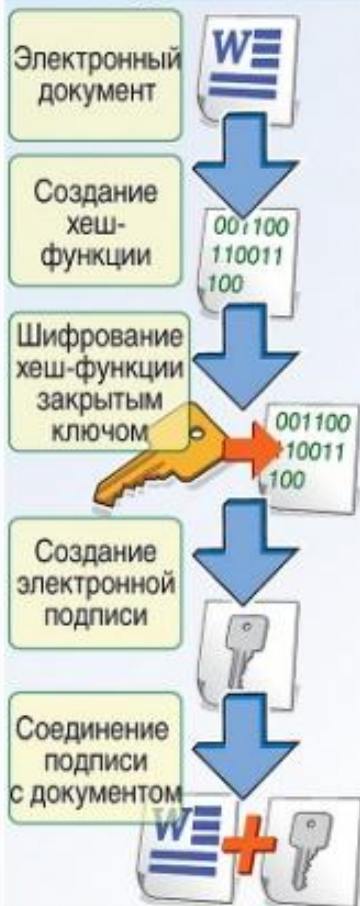 Электронный
документ
W
Создание
хеш-
функции
001100
110011
100
Шифрование
хеш-функции
закрытым
ключом
001100
110011
100
Создание
электронной
подписи
Соединение
подписи
с документом
W